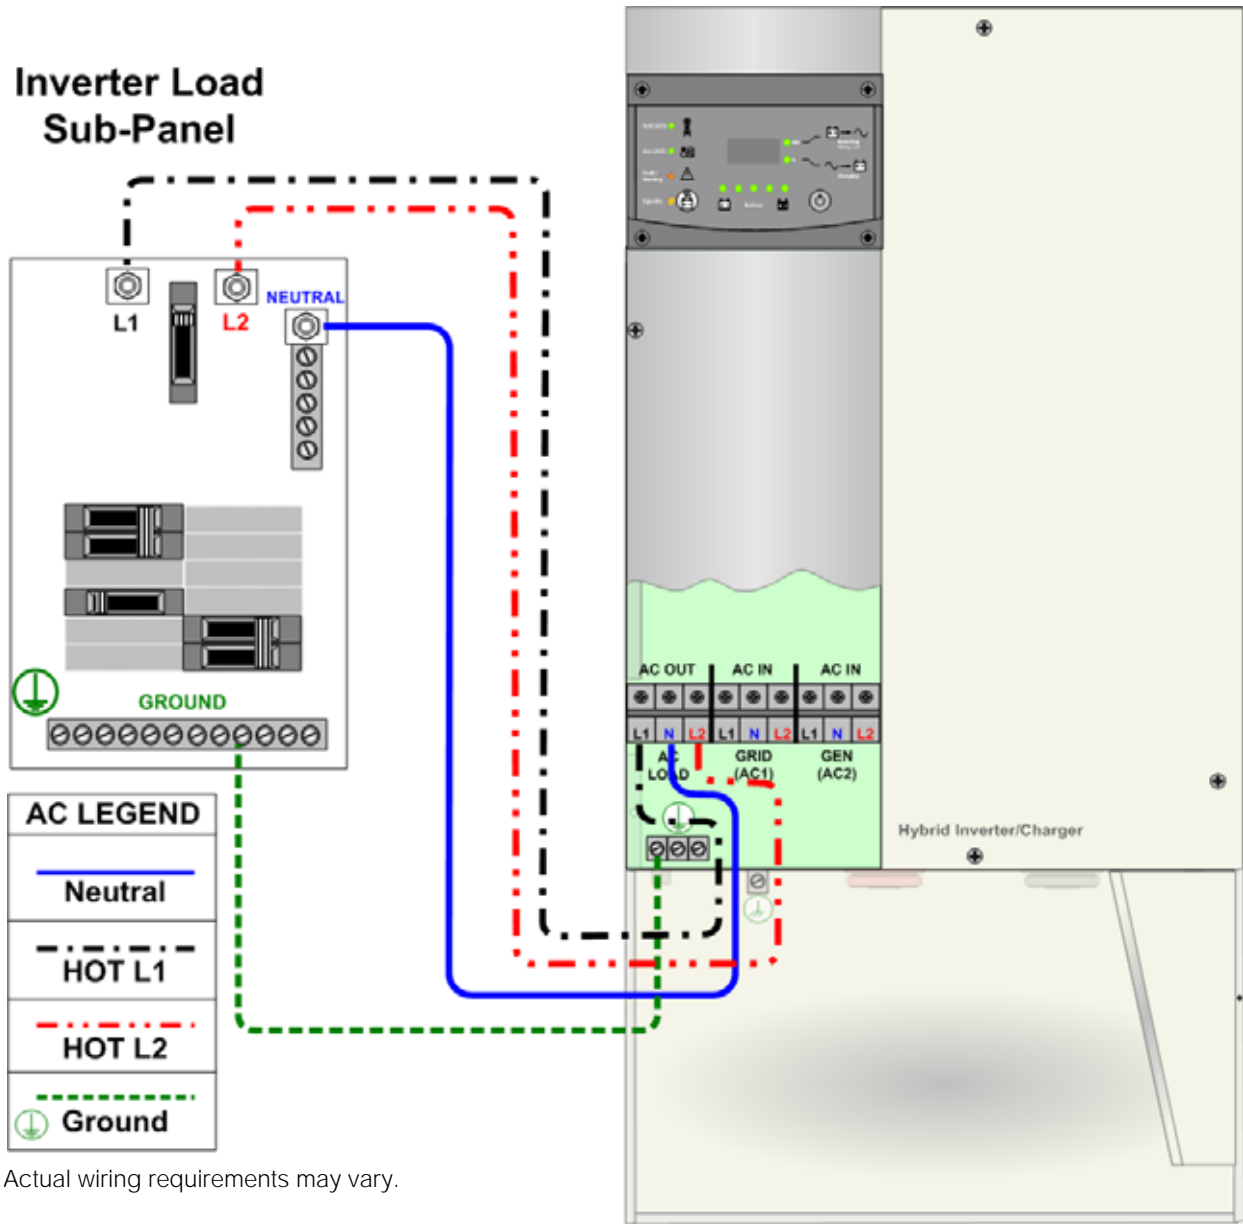 Inverter Load
Sub-Panel
L1
L2
NEUTRAL
GROUND
AC LEGEND
Neutral
HOT L1
HOT L2
Ground
Actual wiring requirements may vary.
Battery
Charging
AC OUT AC IN AC IN
L1 N L2 L1 N L2 L1 N L2
AC
LOAD
GRID
(AC1)
GEN
(AC2)
Hybrid Inverter/Charger